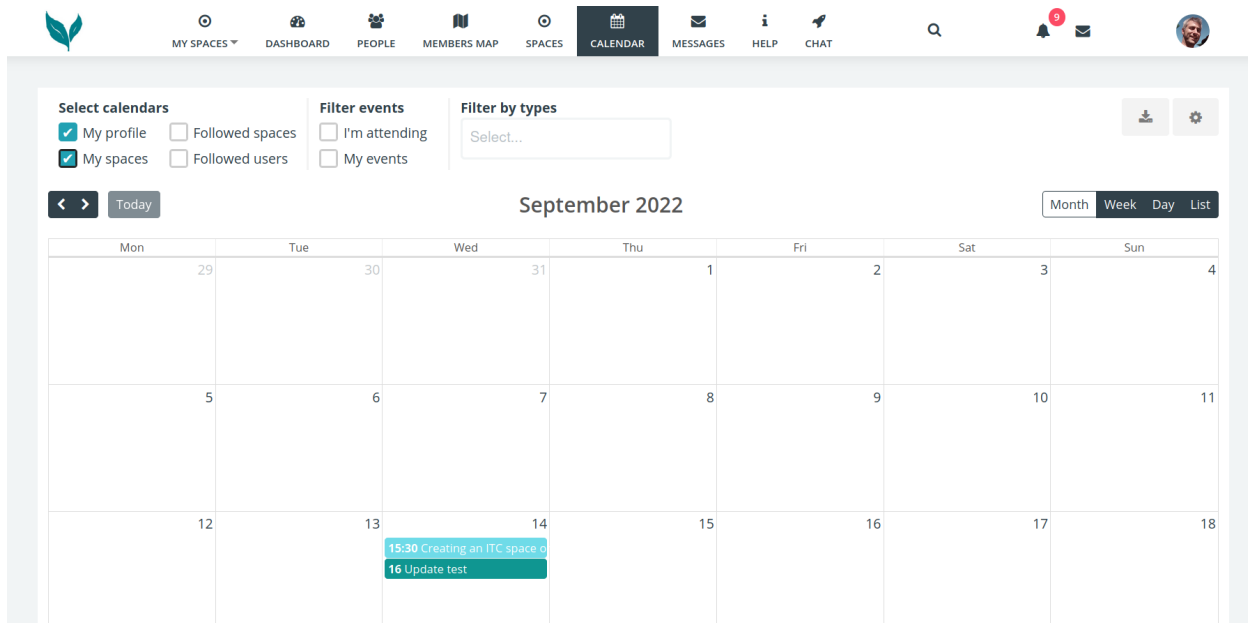 9
MY SPACES DASHBOARD PEOPLE MEMBERS MAP SPACES CALENDAR MESSAGES HELP CHAT
Select calendars Filter events Filter by types
My profile Followed spaces I'm attending Select...
My spaces Followed users My events
Today September 2022 Month Week Day List
Mon Tue Wed Thu Fri Sat Sun
29 30 31 1 2 3 4
5 6 7 8 9 10 11
12 13 14 15 16 17 18
15:30 Creating an ITC space o
16 Update test